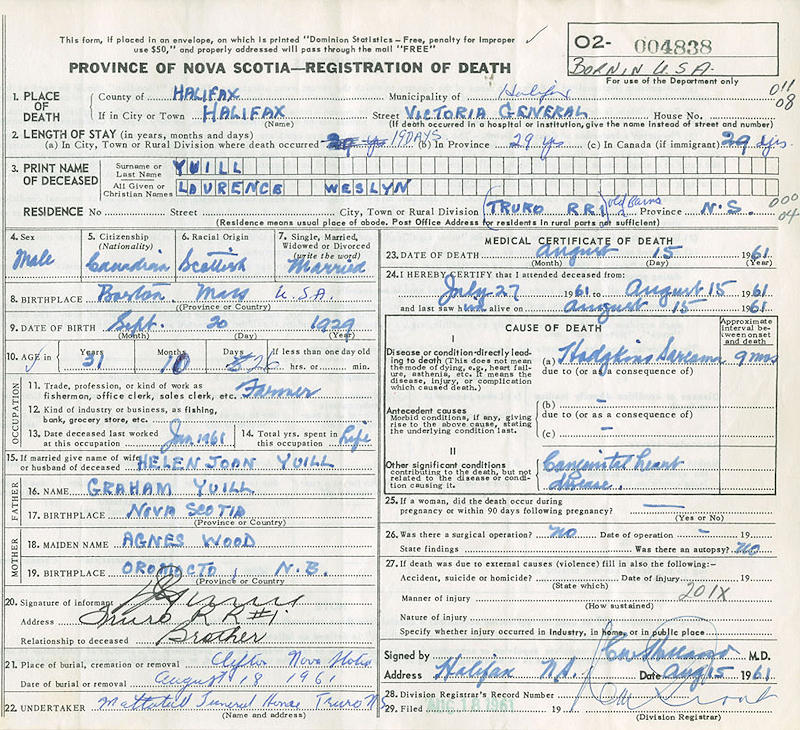 This form, if placed in an envelope, on which is printed "Dominion Statistics – Free, penalty for improper
use $50," and properly addressed will pass through the mail "FREE"
O2- 004838
BORN IN U.S.A.
For use of the Department only
PROVINCE OF NOVA SCOTIA—REGISTRATION OF DEATH
011
08
1. PLACE OF DEATH
County of HALIFAX Municipality of Halifax
If in City or Town HALIFAX Street VICTORIA GENERAL House No.
(Name) (If death occurred in a hospital or institution, give the name instead of street and number)
2. LENGTH OF STAY (in years, months and days)
(a) In City, Town or Rural Division where death occurred 29 yrs 19 DAYS (b) In Province 29 yrs (c) In Canada (if immigrant) 29 yrs.
3. PRINT NAME OF DECEASED
Surname or Last Name YUILL
All Given or Christian Names LAURENCE WESLYN
RESIDENCE No Street City, Town or Rural Division (TRURO RR1) old Barns Province N.S.
000
04
(Residence means usual place of abode. Post Office Address for residents in rural parts not sufficient)
4. Sex Male
5. Citizenship (Nationality) Canadian
6. Racial Origin Scottish
7. Single, Married, Widowed or Divorced (write the word) Married
8. BIRTHPLACE Boston, Mass U.S.A.
(Province or Country)
9. DATE OF BIRTH Sept. 20 1929
(Month) (Day) (Year)
10. AGE in Years 31 Months 10 Days 26 If less than one day old
hrs. or min.
OCCUPATION
11. Trade, profession, or kind of work as
fishermon, office clerk, sales clerk, etc. Farmer
12. Kind of industry or business, as fishing,
bank, grocery store, etc.
13. Date deceased last worked at this occupation Jan 1961
14. Total yrs. spent in this occupation Life
15. If married give name of wife
or husband of deceased HELEN JOAN YUILL
FATHER
16. NAME GRAHAM YUILL
17. BIRTHPLACE NOVA SCOTIA
(Province or Country)
MOTHER
18. MAIDEN NAME AGNES WOOD
19. BIRTHPLACE OROMOCTO, N.B.
(Province or Country)
20. Signature of informant
Address Truro R.R.#1.
Relationship to deceased Brother
21. Place of burial, cremation or removal Clifton Nova Scotia
Date of burial or removal August 18 1961
22. UNDERTAKER Mattatall Funeral Home Truro N
(Name and address)
MEDICAL CERTIFICATE OF DEATH
23. DATE OF DEATH August 15 1961
(Month) (Day) (Year)
24. I HEREBY CERTIFY that I attended deceased from:
July 27 1961 to August 15 1961
and last saw him alive on August 15 1961
CAUSE OF DEATH
Approximate interval between onset and death
I
Disease or condition directly leading to death (This does not mean the mode of dying, e.g., heart failure, asthenia, etc. It means the disease, injury, or complication which caused death.)
(a) Hodgkins Sarcoma 9 mos
due to (or as a consequence of)
Antecedent causes
Morbid conditions, if any, giving rise to the above cause, stating the underlying condition last.
(b) –
due to (or as a consequence of)
(c) –
II
Other significant conditions
contributing to the death, but not related to the disease or condition causing it.
Congenital heart
disease.
25. If a woman, did the death occur during
pregnancy or within 90 days following pregnancy? —
(Yes or No)
26. Was there a surgical operation? no Date of operation – 19
State findings Was there an autopsy? no
27. If death was due to external causes (violence) fill in also the following:–
Accident, suicide or homicide? Date of injury 19
(State which)
201X
Manner of injury
(How sustained)
Nature of injury
Specify whether injury occurred in Industry, in home, or in public place
Signed by M.D.
Address Halifax N.S. Date Aug 15 1961
28. Division Registrar's Record Number
29. Filed AUG 18 1961 19
(Division Registrar)